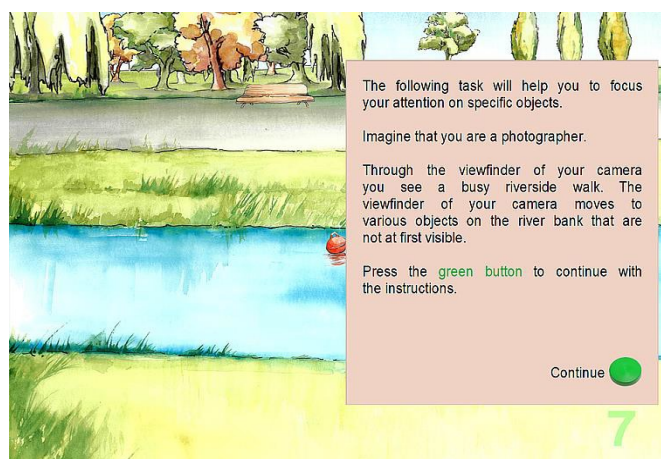 The following task will help you to focus
your attention on specific objects.
Imagine that you are a photographer.
Through the viewfinder of your camera
you see a busy riverside walk. The
viewfinder of your camera moves to
various objects on the river bank that are
not at first visible.
Press the green button to continue with
the instructions.
Continue
7